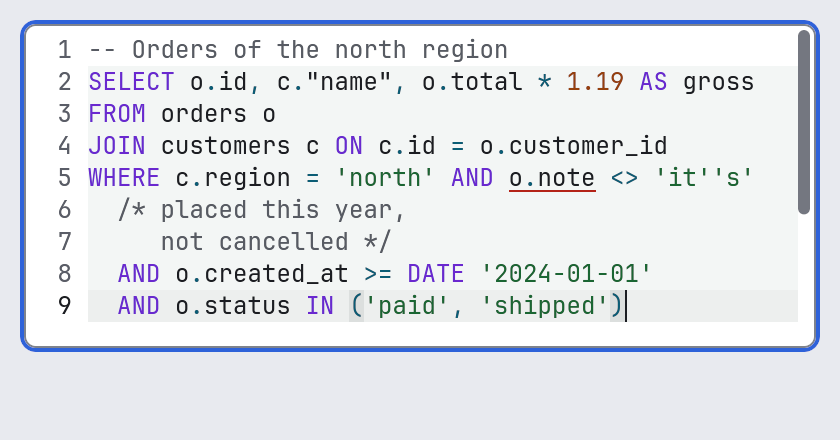 1 -- Orders of the north region
2 SELECT o.id, c."name", o.total * 1.19 AS gross
3 FROM orders o
4 JOIN customers c ON c.id = o.customer_id
5 WHERE c.region = 'north' AND o.note <> 'it''s'
6   /* placed this year,
7      not cancelled */
8   AND o.created_at >= DATE '2024-01-01'
9   AND o.status IN ('paid', 'shipped')